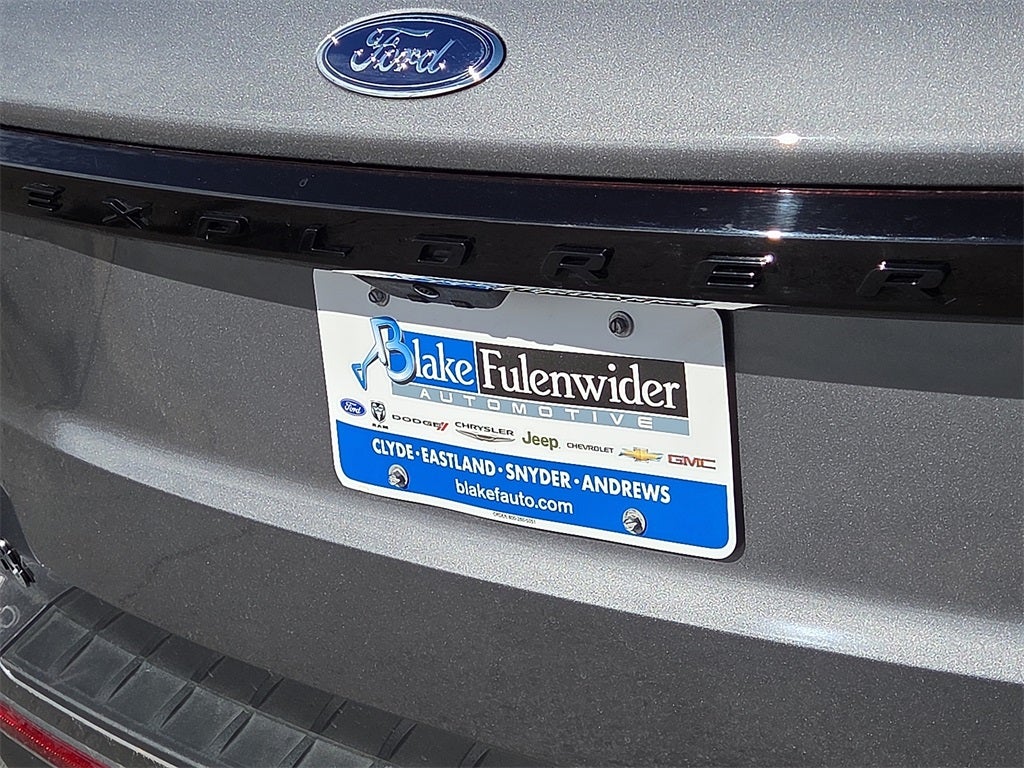 Ford
EXPLORER
Blake Fulenwider
AUTOMOTIVE
Ford RAM DODGE CHRYSLER Jeep CHEVROLET GMC
CLYDE·EASTLAND·SNYDER·ANDREWS
blakefauto.com